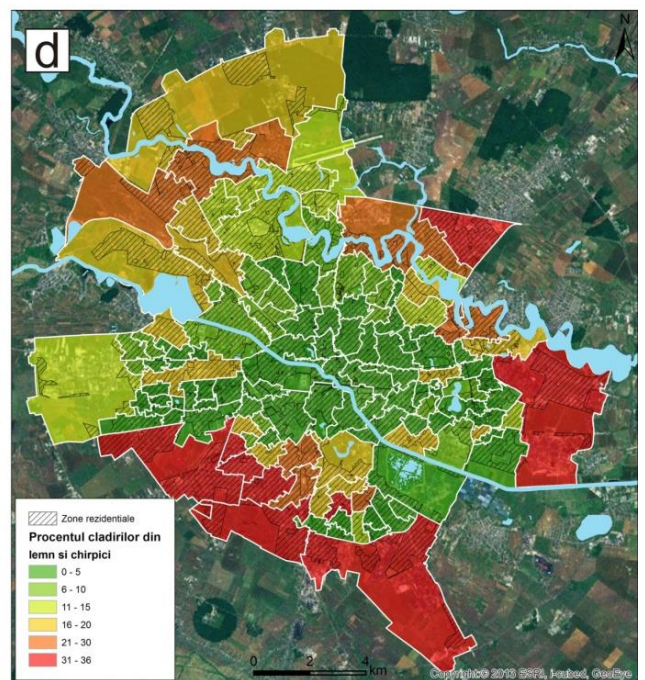 d
N
Zone rezidentiale
Procentul cladirilor din
lemn si chirpici
0 - 5
6 - 10
11 - 15
16 - 20
21 - 30
31 - 36
0 2 4
km
Copyright:© 2013 ESRI, i-cubed, GeoEye